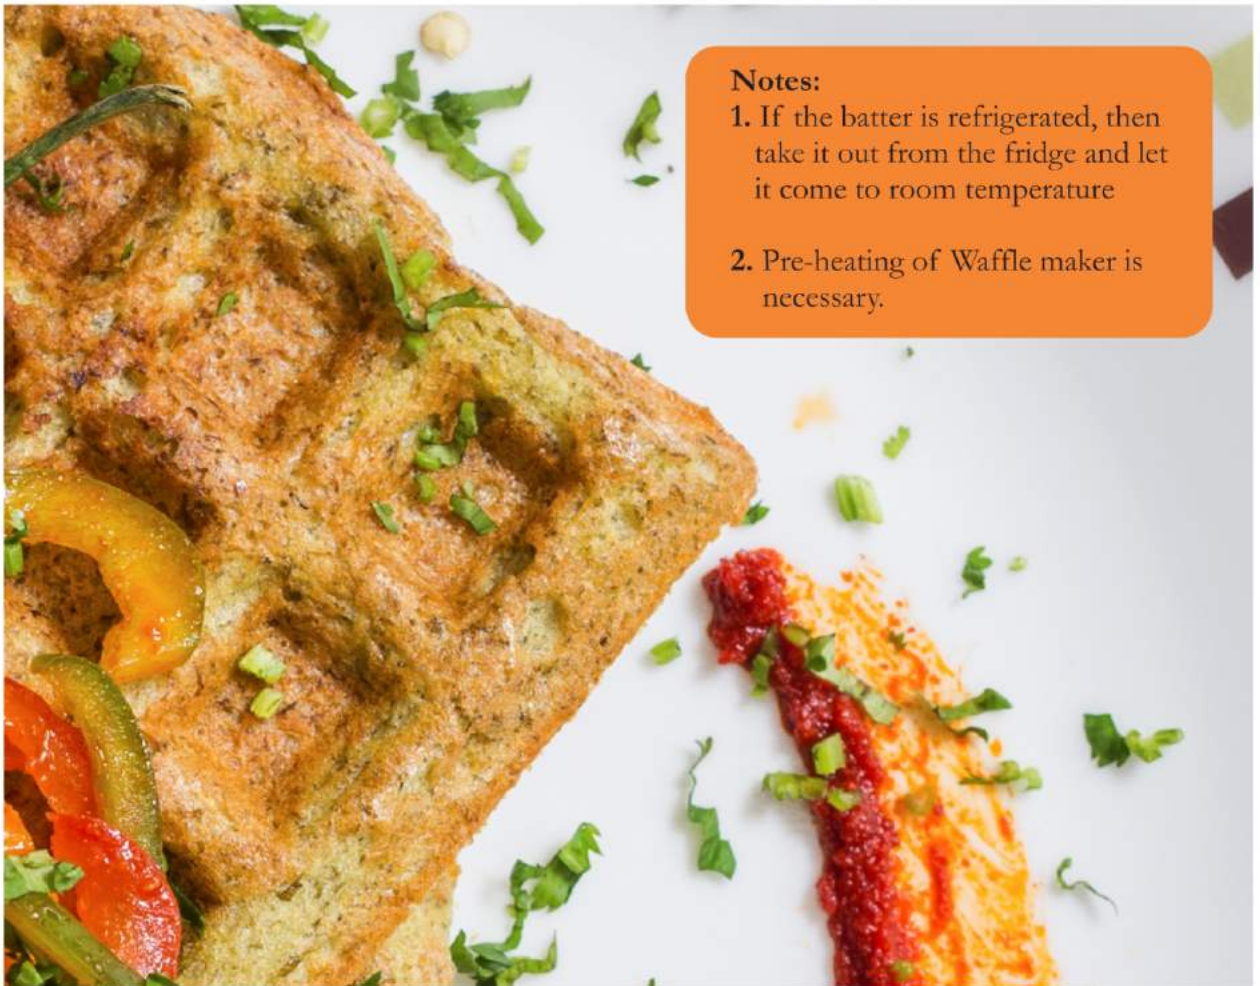 Notes:
1. If the batter is refrigerated, then
take it out from the fridge and let
it come to room temperature
2. Pre-heating of Waffle maker is
necessary.